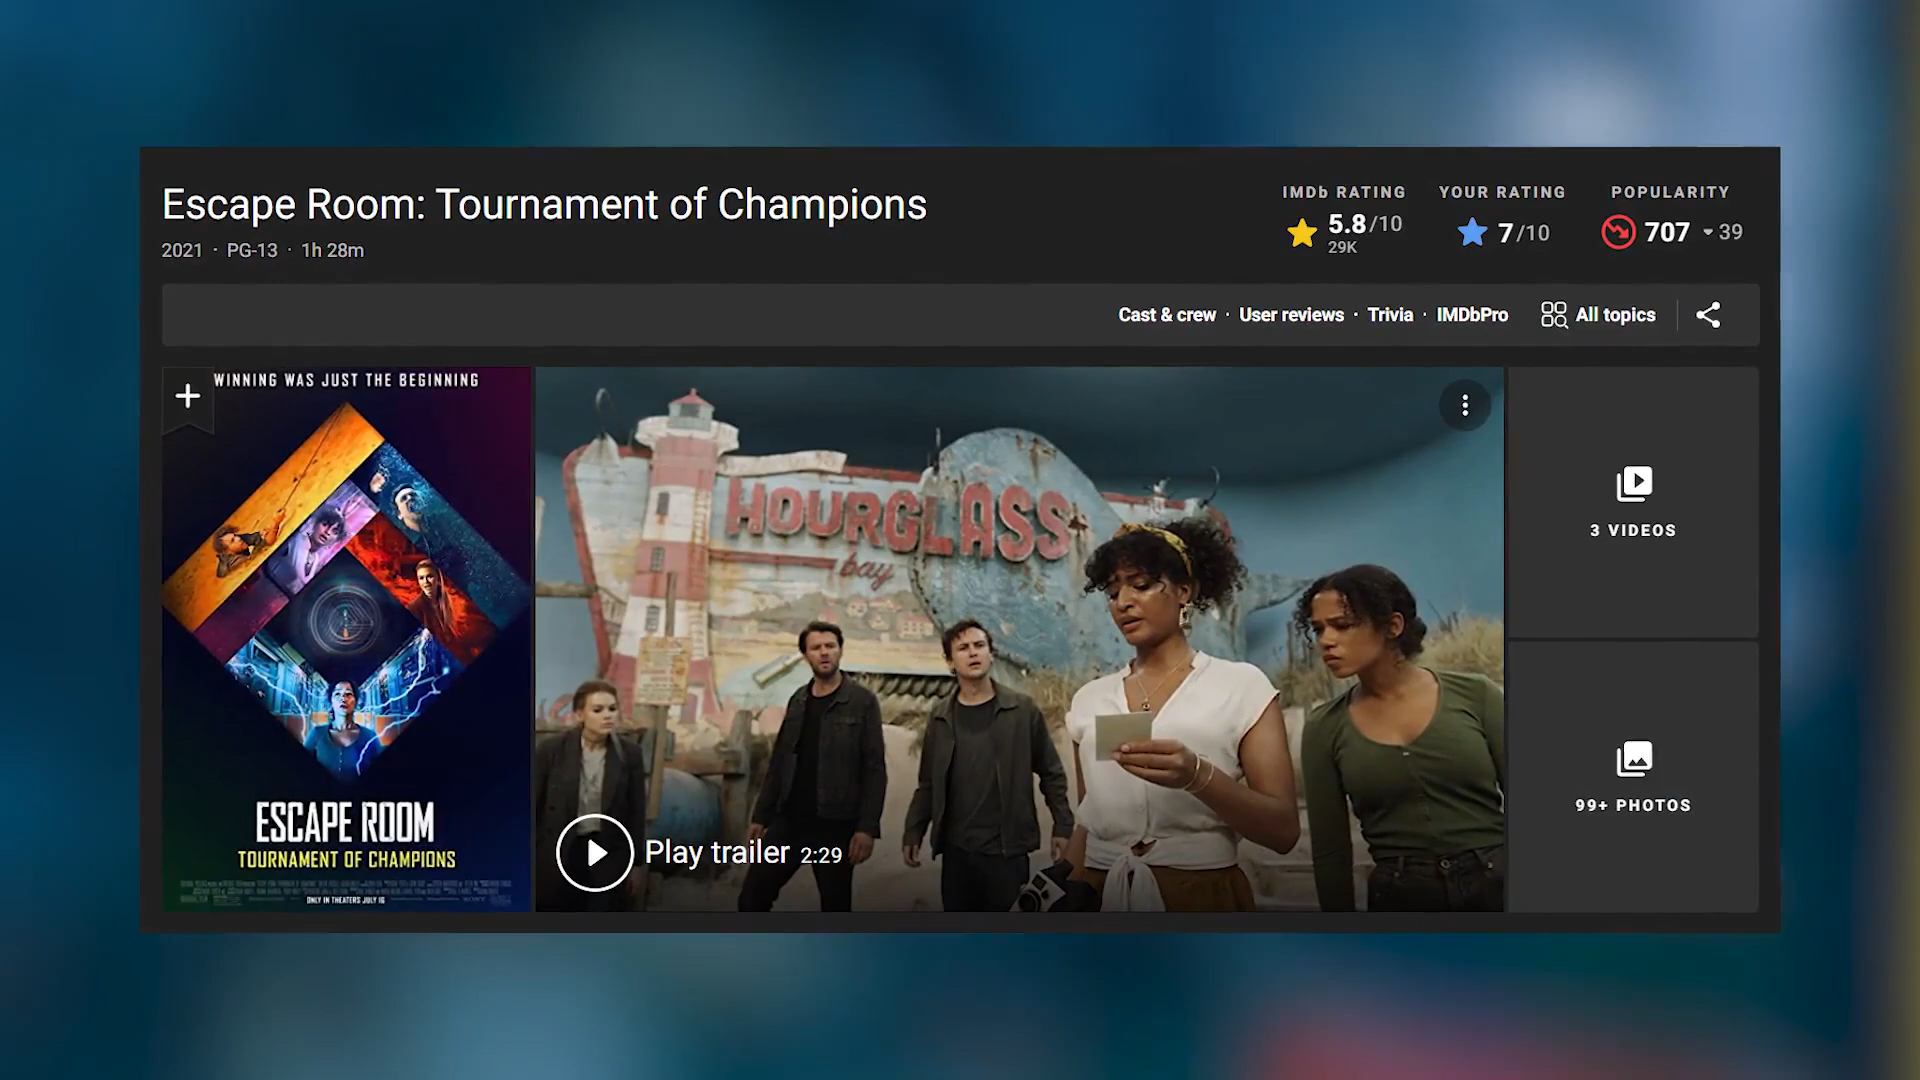 Escape Room: Tournament of Champions
2021 · PG-13 · 1h 28m
IMDb RATING
5.8/10
29K
YOUR RATING
7/10
POPULARITY
707
39
Cast & crew · User reviews · Trivia · IMDbPro
All topics
WINNING WAS JUST THE BEGINNING
ESCAPE ROOM
TOURNAMENT OF CHAMPIONS
ONLY IN THEATERS JULY 16
HOURGLASS
bay
Play trailer 2:29
3 VIDEOS
99+ PHOTOS